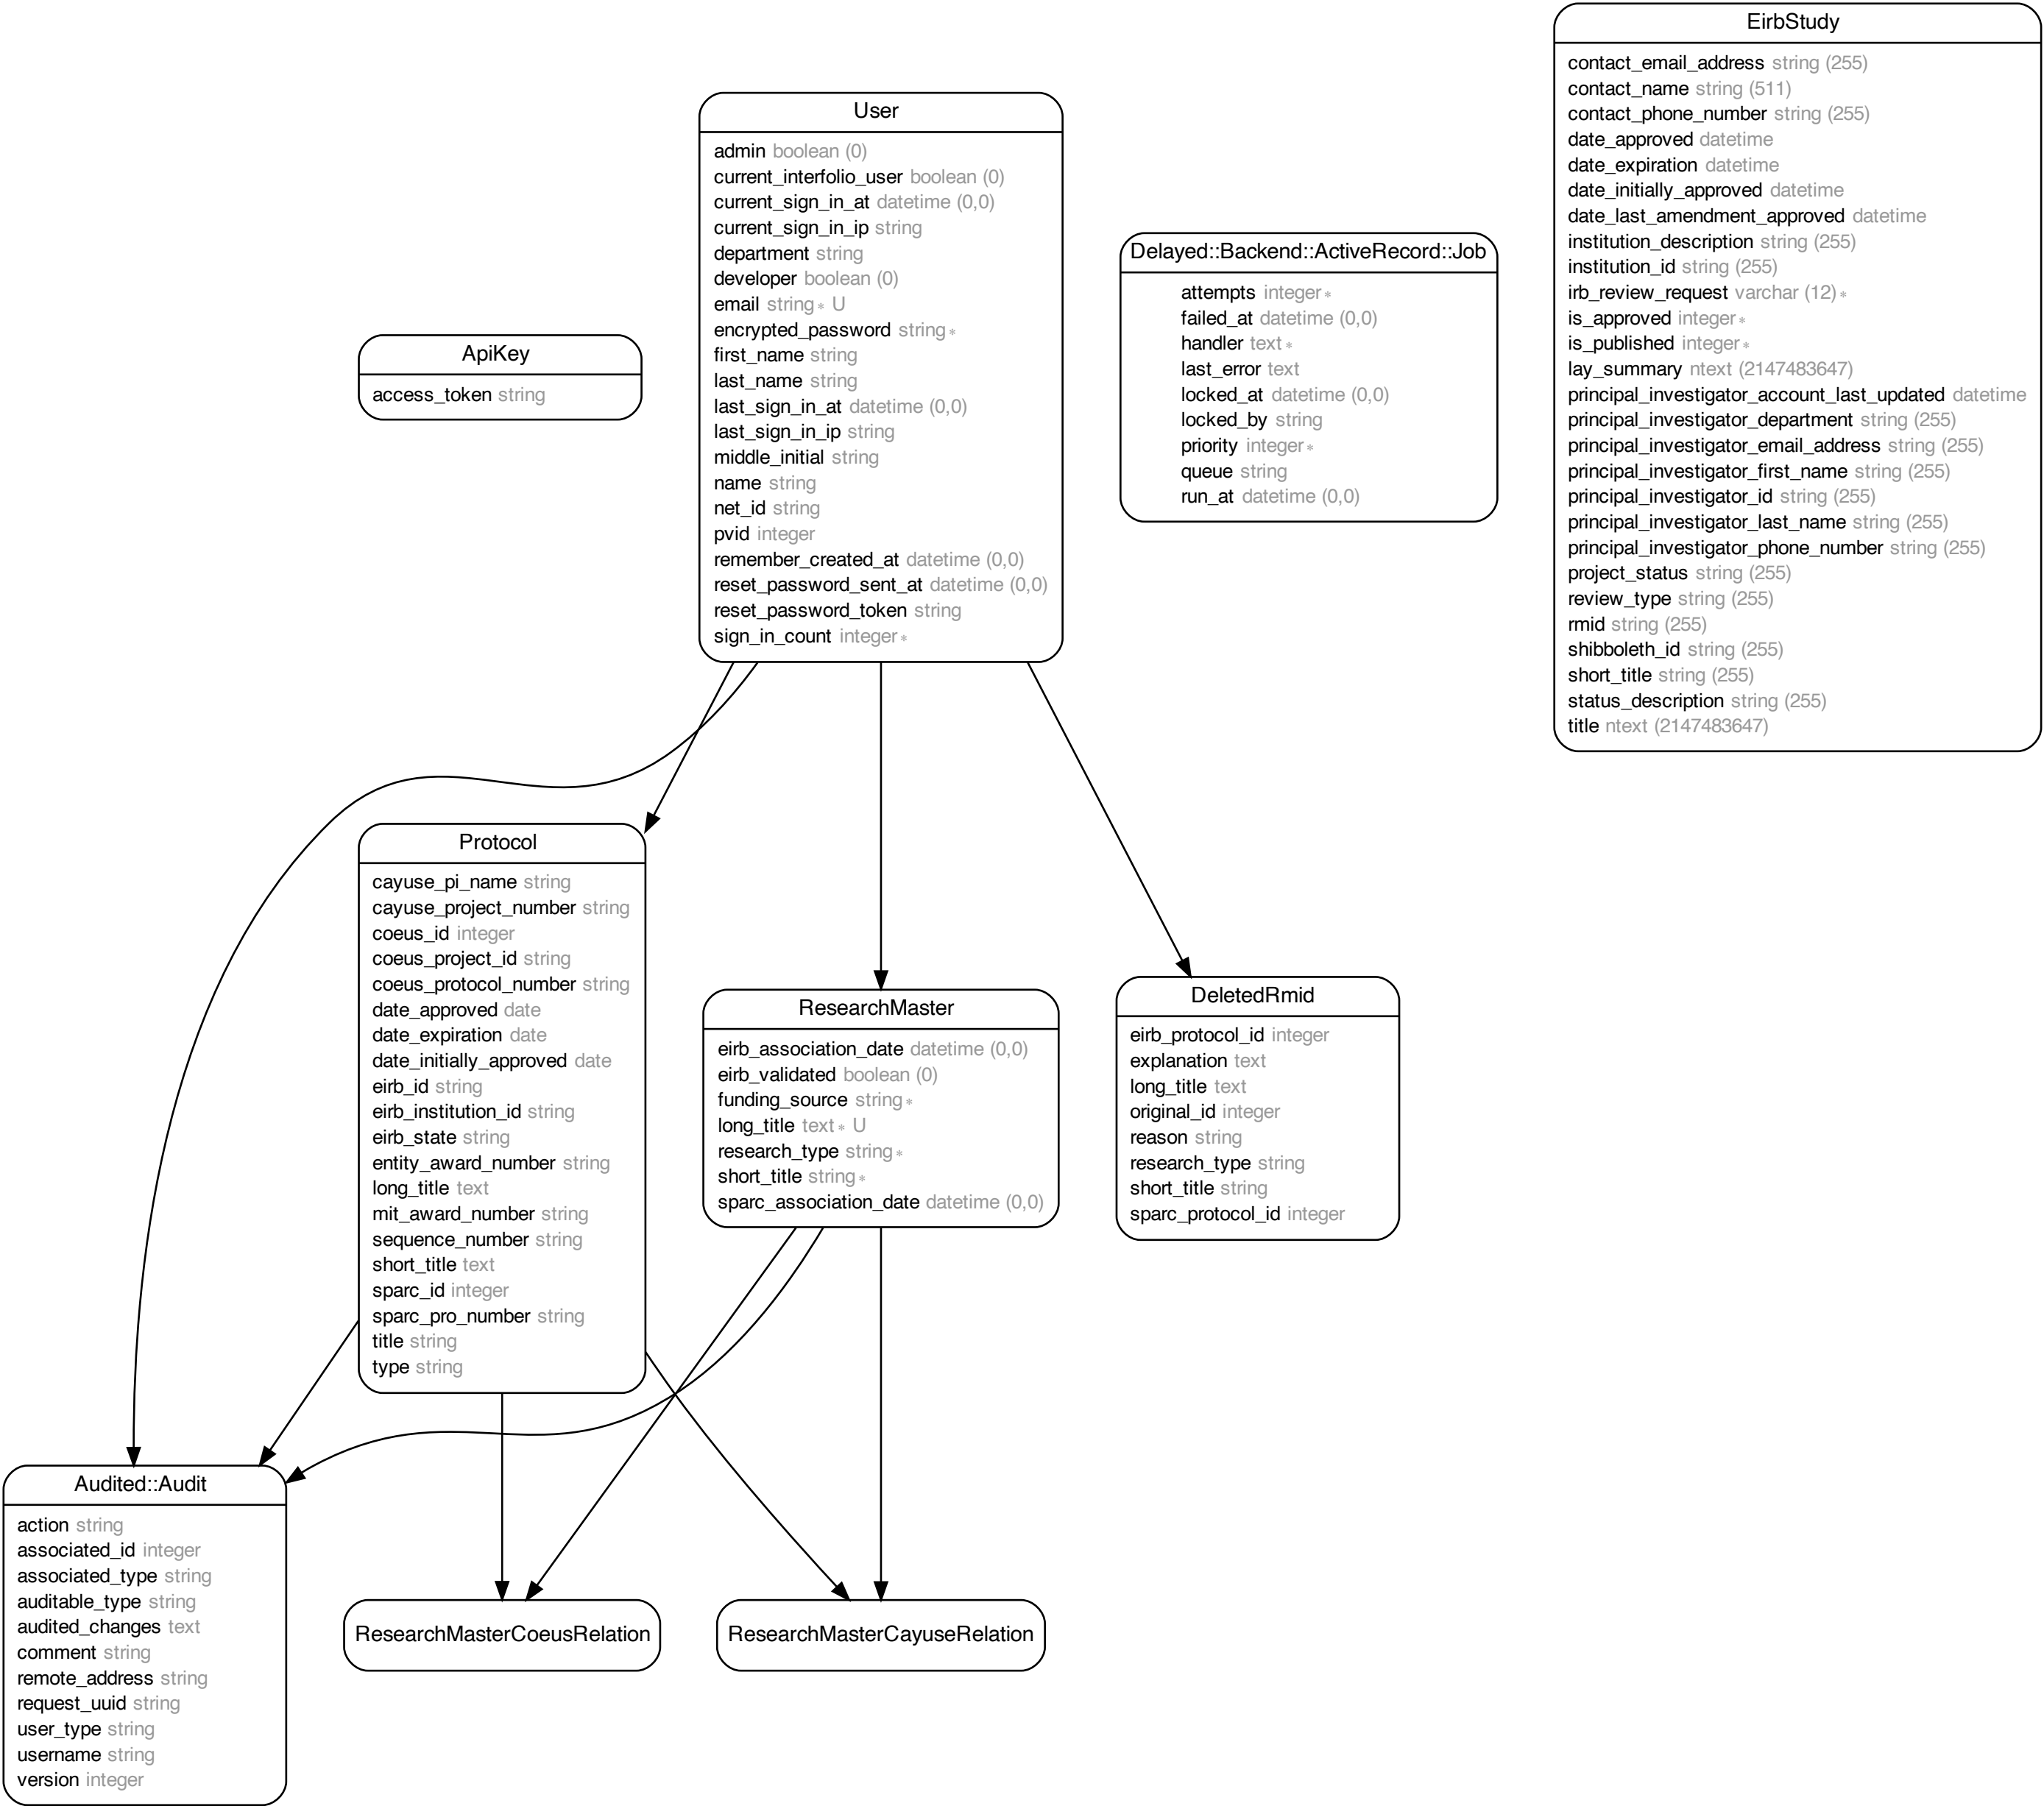 EirbStudy
contact_email_address string (255)
contact_name string (511)
contact_phone_number string (255)
date_approved datetime
date_expiration datetime
date_initially_approved datetime
date_last_amendment_approved datetime
institution_description string (255)
institution_id string (255)
irb_review_request varchar (12) ∗
is_approved integer ∗
is_published integer ∗
lay_summary ntext (2147483647)
principal_investigator_account_last_updated datetime
principal_investigator_department string (255)
principal_investigator_email_address string (255)
principal_investigator_first_name string (255)
principal_investigator_id string (255)
principal_investigator_last_name string (255)
principal_investigator_phone_number string (255)
project_status string (255)
review_type string (255)
rmid string (255)
shibboleth_id string (255)
short_title string (255)
status_description string (255)
title ntext (2147483647)
User
admin boolean (0)
current_interfolio_user boolean (0)
current_sign_in_at datetime (0,0)
current_sign_in_ip string
department string
developer boolean (0)
email string ∗ U
encrypted_password string ∗
first_name string
last_name string
last_sign_in_at datetime (0,0)
last_sign_in_ip string
middle_initial string
name string
net_id string
pvid integer
remember_created_at datetime (0,0)
reset_password_sent_at datetime (0,0)
reset_password_token string
sign_in_count integer ∗
Delayed::Backend::ActiveRecord::Job
attempts integer ∗
failed_at datetime (0,0)
handler text ∗
last_error text
locked_at datetime (0,0)
locked_by string
priority integer ∗
queue string
run_at datetime (0,0)
ApiKey
access_token string
Protocol
cayuse_pi_name string
cayuse_project_number string
coeus_id integer
coeus_project_id string
coeus_protocol_number string
date_approved date
date_expiration date
date_initially_approved date
eirb_id string
eirb_institution_id string
eirb_state string
entity_award_number string
long_title text
mit_award_number string
sequence_number string
short_title text
sparc_id integer
sparc_pro_number string
title string
type string
ResearchMaster
eirb_association_date datetime (0,0)
eirb_validated boolean (0)
funding_source string ∗
long_title text ∗ U
research_type string ∗
short_title string ∗
sparc_association_date datetime (0,0)
DeletedRmid
eirb_protocol_id integer
explanation text
long_title text
original_id integer
reason string
research_type string
short_title string
sparc_protocol_id integer
Audited::Audit
action string
associated_id integer
associated_type string
auditable_type string
audited_changes text
comment string
remote_address string
request_uuid string
user_type string
username string
version integer
ResearchMasterCoeusRelation
ResearchMasterCayuseRelation